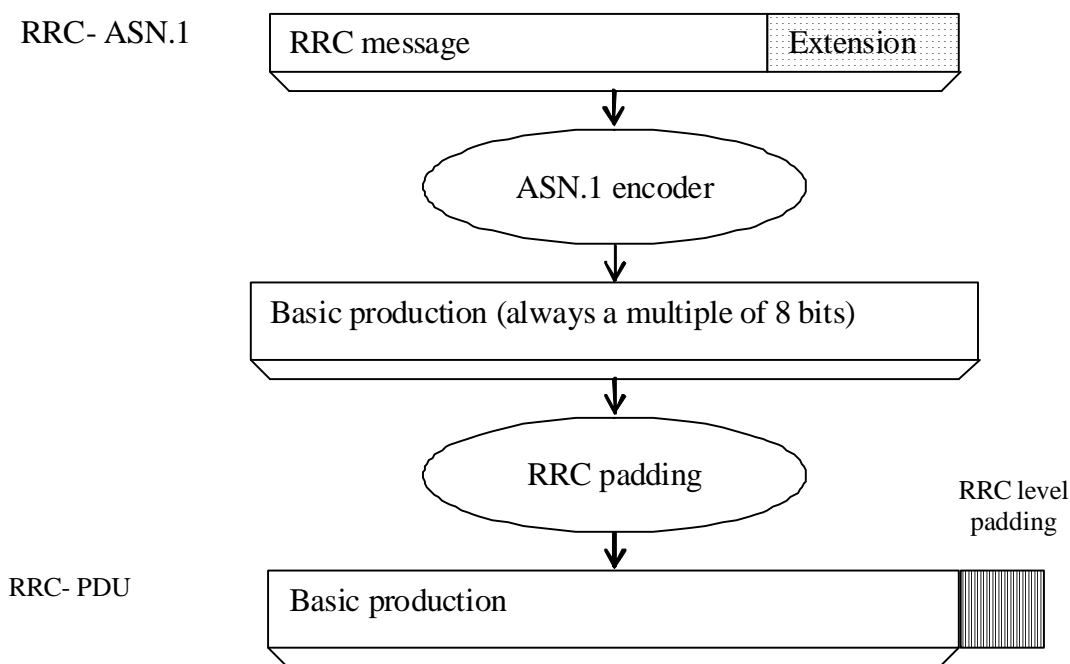 RRC- ASN.1
RRC message
Extension
ASN.1 encoder
Basic production (always a multiple of 8 bits)
RRC padding
RRC level
padding
RRC- PDU
Basic production